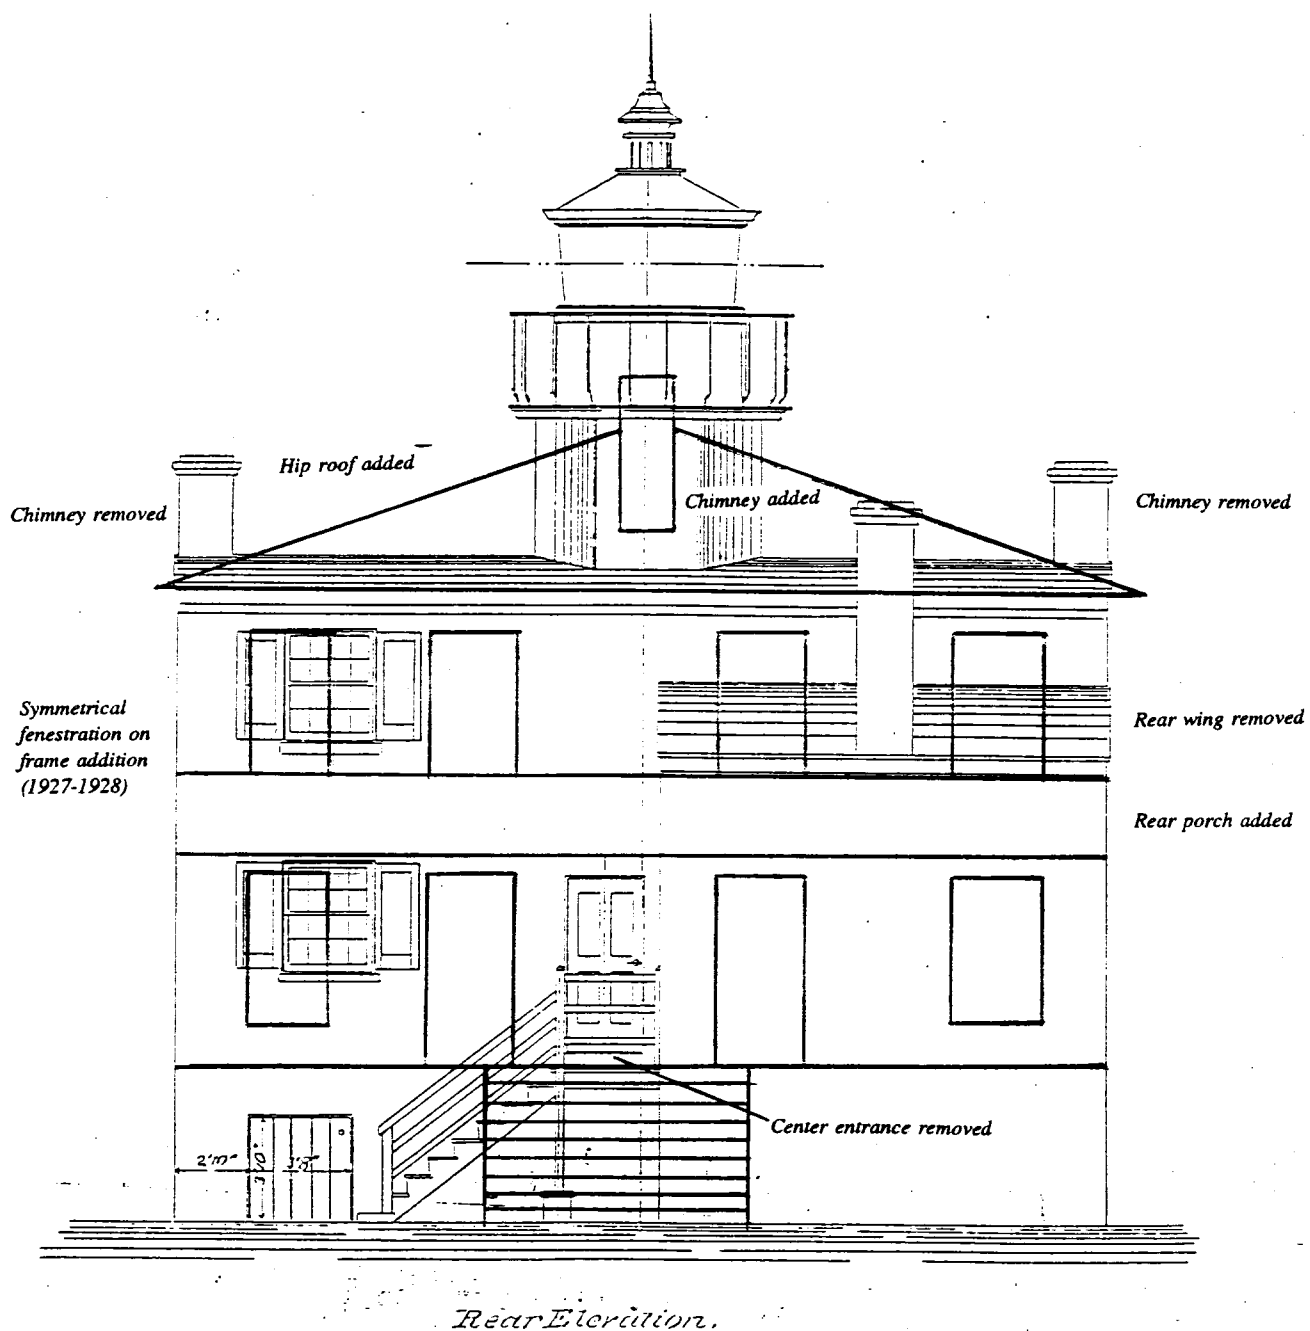 Hip roof added
Chimney removed
Chimney added
Chimney removed
Symmetrical
fenestration on
frame addition
(1927-1928)
Rear wing removed
Rear porch added
Center entrance removed
Rear Elevation.